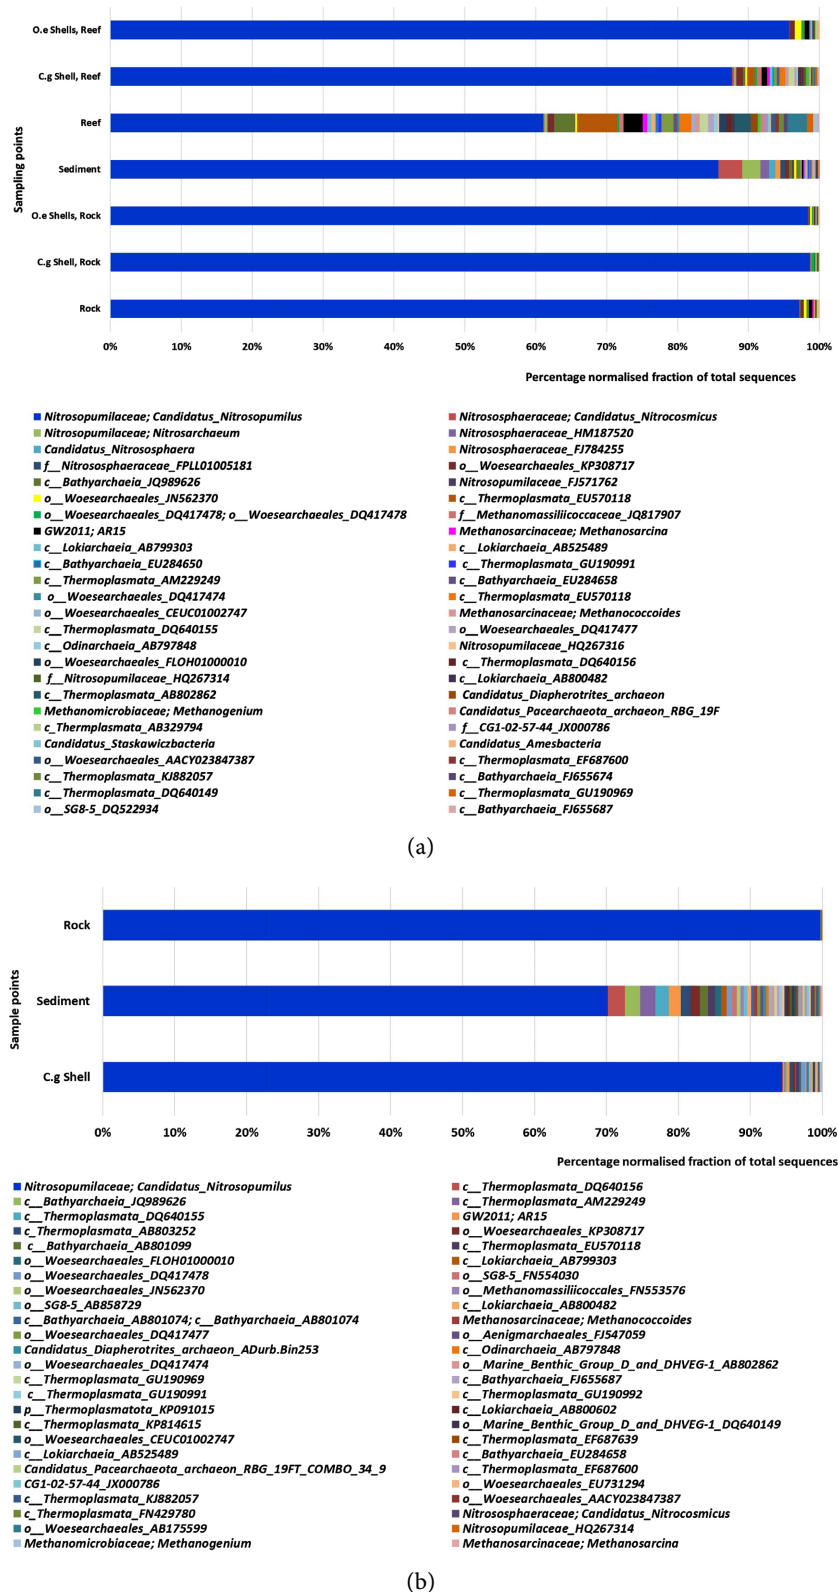 O.e Shells, Reef
C.g Shell, Reef
Reef
Sediment
O.e Shells, Rock
C.g Shell, Rock
Rock
Sampling points
0% 10% 20% 30% 40% 50% 60% 70% 80% 90% 100%
Percentage normalised fraction of total sequences
Nitrosopumilaceae; Candidatus_Nitrosopumilus Nitrososphaeraceae; Candidatus_Nitrocosmicus
Nitrosopumilaceae; Nitrosarchaeum Nitrososphaeraceae_HM187520
Candidatus_Nitrososphaera Nitrososphaeraceae_FJ784255
f__Nitrososphaeraceae_FPLL01005181 o__Woesearchaeales_KP308717
c__Bathyarchaeia_JQ989626 Nitrosopumilaceae_FJ571762
o__Woesearchaeales_JN562370 c__Thermoplasmata_EU570118
o__Woesearchaeales_DQ417478; o__Woesearchaeales_DQ417478 f__Methanomassiliicoccaceae_JQ817907
GW2011; AR15 Methanosarcinaceae; Methanosarcina
c__Lokiarchaeia_AB799303 c__Lokiarchaeia_AB525489
c__Bathyarchaeia_EU284650 c__Thermoplasmata_GU190991
c__Thermoplasmata_AM229249 c__Bathyarchaeia_EU284658
o__Woesearchaeales_DQ417474 c__Thermoplasmata_EU570118
o__Woesearchaeales_CEUC01002747 Methanosarcinaceae; Methanococcoides
c__Thermoplasmata_DQ640155 o__Woesearchaeales_DQ417477
c__Odinarchaeia_AB797848 Nitrosopumilaceae_HQ267316
o__Woesearchaeales_FLOH01000010 c__Thermoplasmata_DQ640156
f__Nitrosopumilaceae_HQ267314 c__Lokiarchaeia_AB800482
c__Thermoplasmata_AB802862 Candidatus_Diapherotrites_archaeon
Methanomicrobiaceae; Methanogenium Candidatus_Pacearchaeota_archaeon_RBG_19F
c_Thermplasmata_AB329794 f__CG1-02-57-44_JX000786
Candidatus_Staskawiczbacteria Candidatus_Amesbacteria
o__Woesearchaeales_AACY023847387 c__Thermoplasmata_EF687600
c__Thermoplasmata_KJ882057 c__Bathyarchaeia_FJ655674
c__Thermoplasmata_DQ640149 c__Thermoplasmata_GU190969
o__SG8-5_DQ522934 c__Bathyarchaeia_FJ655687
(a)
Rock
Sediment
C.g Shell
Sample points
0% 10% 20% 30% 40% 50% 60% 70% 80% 90% 100%
Percentage normalised fraction of total sequences
Nitrosopumilaceae; Candidatus_Nitrosopumilus c__Thermoplasmata_DQ640156
c__Bathyarchaeia_JQ989626 c__Thermoplasmata_AM229249
c__Thermoplasmata_DQ640155 GW2011; AR15
c_Thermoplasmata_AB803252 o__Woesearchaeales_KP308717
c__Bathyarchaeia_AB801099 c__Thermoplasmata_EU570118
o__Woesearchaeales_FLOH01000010 c__Lokiarchaeia_AB799303
o__Woesearchaeales_DQ417478 o__SG8-5_FN554030
o__Woesearchaeales_JN562370 o__Methanomassiliicoccales_FN553576
o__SG8-5_AB858729 c__Lokiarchaeia_AB800482
c__Bathyarchaeia_AB801074; c__Bathyarchaeia_AB801074 Methanosarcinaceae; Methanococcoides
o__Woesearchaeales_DQ417477 o__Aenigmarchaeales_FJ547059
Candidatus_Diapherotrites_archaeon_ADurb.Bin253 c__Odinarchaeia_AB797848
o__Woesearchaeales_DQ417474 o__Marine_Benthic_Group_D_and_DHVEG-1_AB802862
c__Thermoplasmata_GU190969 c__Bathyarchaeia_FJ655687
c__Thermoplasmata_GU190991 c__Thermoplasmata_GU190992
p__Thermoplasmatota_KP091015 c__Lokiarchaeia_AB800602
c__Thermoplasmata_KP814615 o__Marine_Benthic_Group_D_and_DHVEG-1_DQ640149
o__Woesearchaeales_CEUC01002747 c__Thermoplasmata_EF687639
c__Lokiarchaeia_AB525489 c__Bathyarchaeia_EU284658
Candidatus_Pacearchaeota_archaeon_RBG_19FT_COMBO_34_9 c__Thermoplasmata_EF687600
CG1-02-57-44_JX000786 o__Woesearchaeales_EU731294
c__Thermoplasmata_KJ882057 o__Woesearchaeales_AACY023847387
c_Thermoplasmata_FN429780 Nitrososphaeraceae; Candidatus_Nitrocosmicus
o__Woesearchaeales_AB175599 Nitrosopumilaceae_HQ267314
Methanomicrobiaceae; Methanogenium Methanosarcinaceae; Methanosarcina
(b)